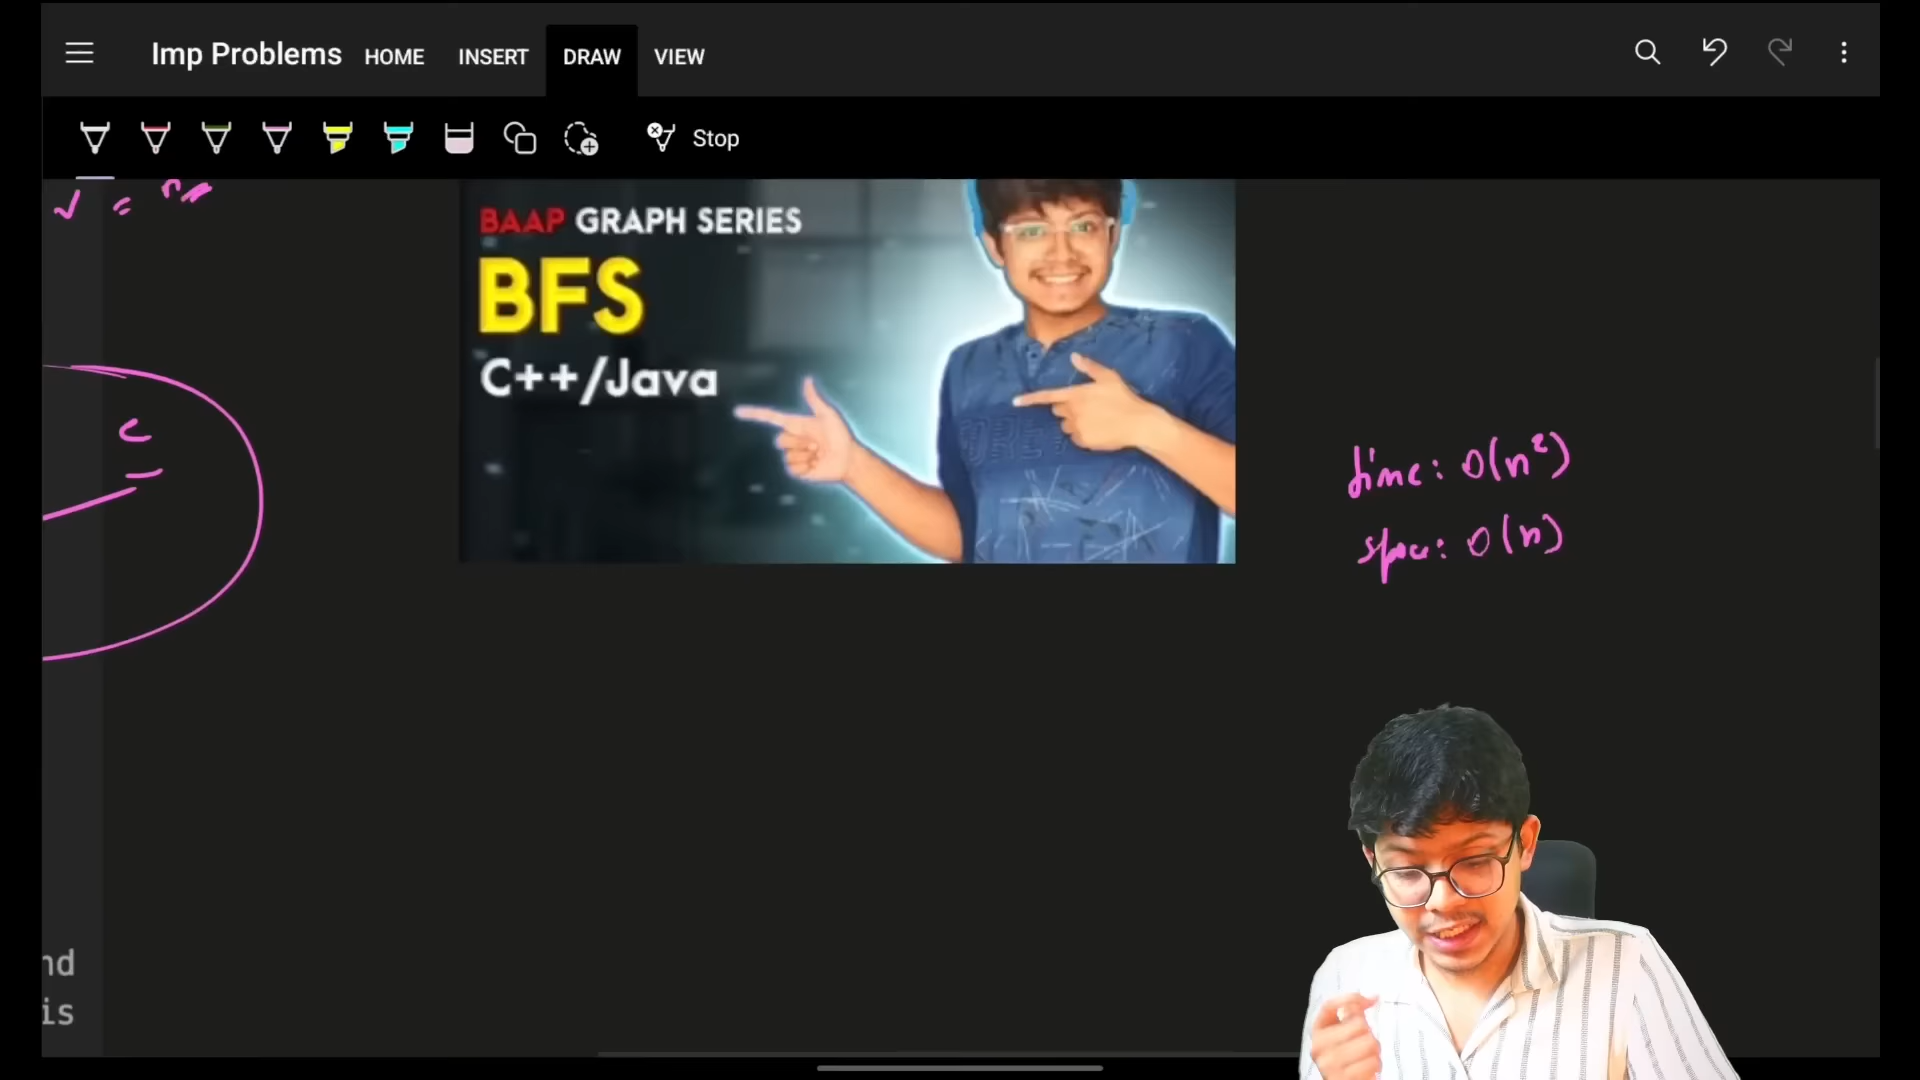 Imp Problems HOME INSERT DRAW VIEW
Stop
√ = n
BAAP GRAPH SERIES
BFS
C++/Java
c
time: O(n²)
space: O(n)
nd
is